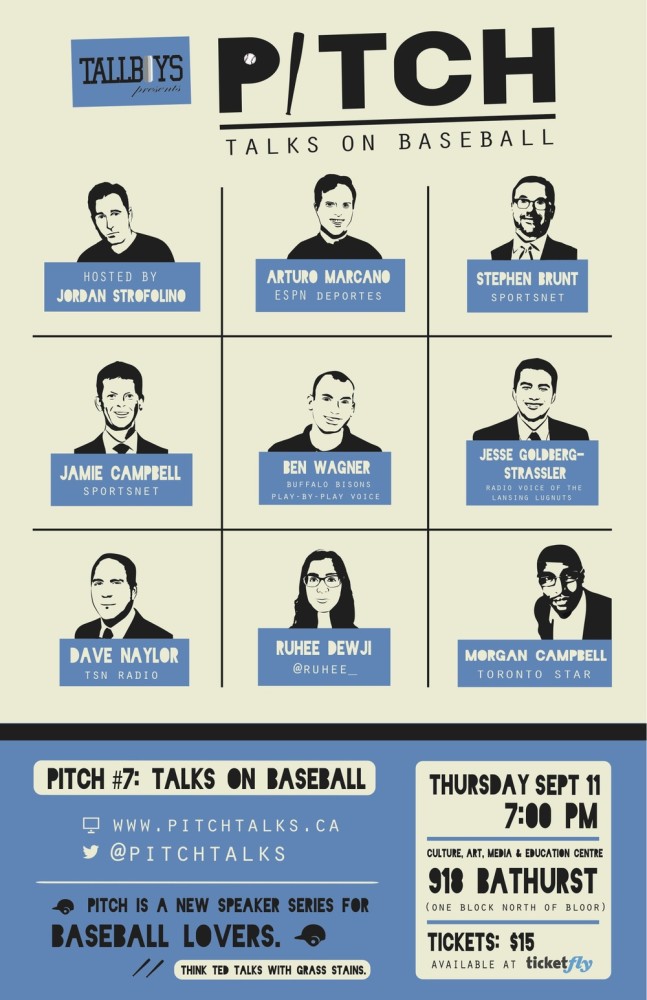 TALLBOYS
presents
PITCH
TALKS ON BASEBALL
HOSTED BY
JORDAN STROFOLINO
ARTURO MARCANO
ESPN DEPORTES
STEPHEN BRUNT
SPORTSNET
JAMIE CAMPBELL
SPORTSNET
BEN WAGNER
BUFFALO BISONS
PLAY-BY-PLAY VOICE
JESSE GOLDBERG-
STRASSLER
RADIO VOICE OF THE
LANSING LUGNUTS
DAVE NAYLOR
TSN RADIO
RUHEE DEWJI
@RUHEE_
MORGAN CAMPBELL
TORONTO STAR
PITCH #7: TALKS ON BASEBALL
WWW.PITCHTALKS.CA
@PITCHTALKS
PITCH IS A NEW SPEAKER SERIES FOR
BASEBALL LOVERS.
THINK TED TALKS WITH GRASS STAINS.
THURSDAY SEPT 11
7:00 PM
CULTURE, ART, MEDIA & EDUCATION CENTRE
918 BATHURST
(ONE BLOCK NORTH OF BLOOR)
TICKETS: $15
AVAILABLE AT ticketfly